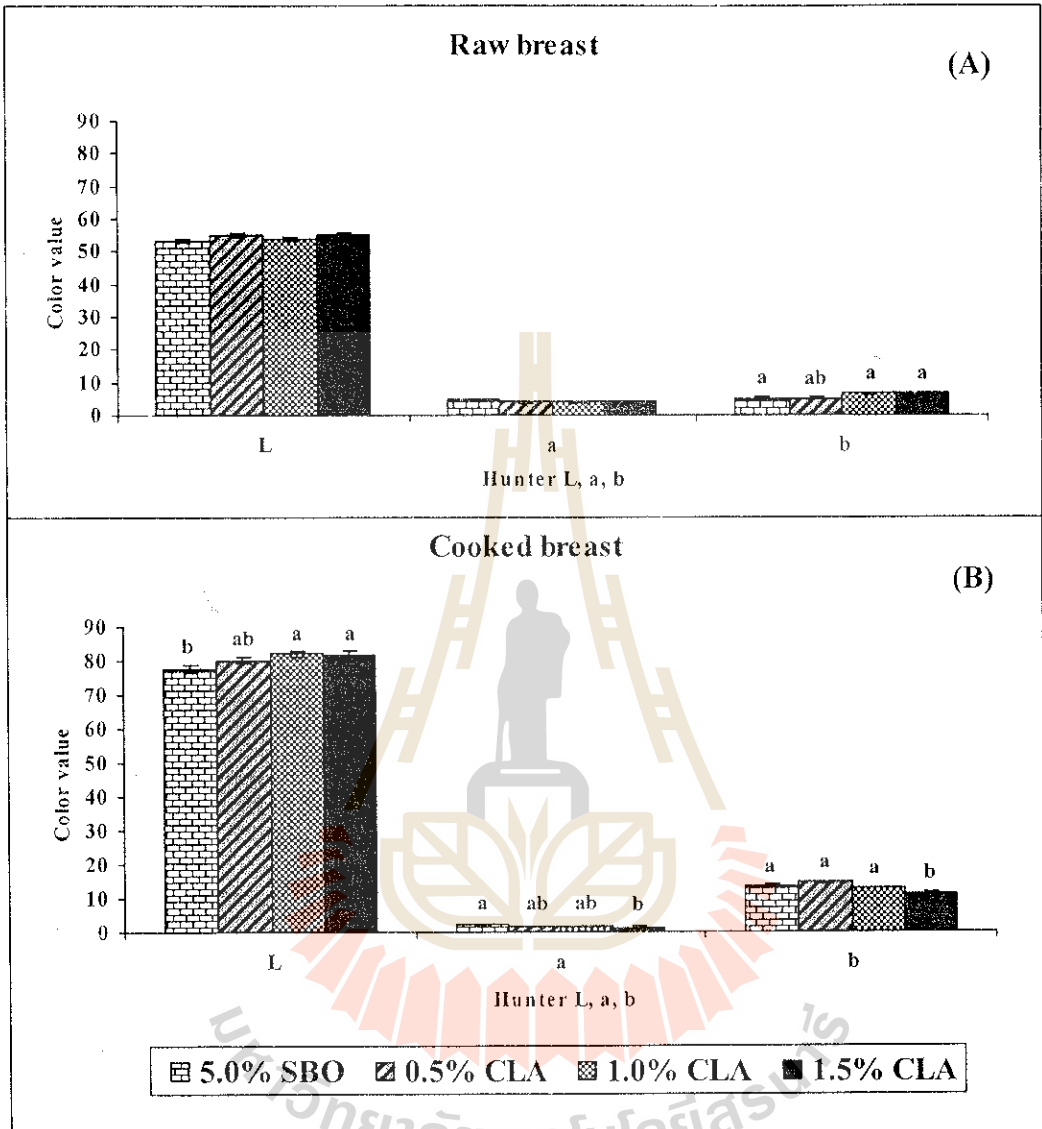 Raw breast
(A)
90
80
70
60
50
40
30
20
10
0
Color value
a ab a a
L a b
Hunter L, a, b
Cooked breast
(B)
90
80
70
60
50
40
30
20
10
0
Color value
b ab a a
a ab ab b
a a a b
L a b
Hunter L, a, b
5.0% SBO 0.5% CLA 1.0% CLA 1.5% CLA